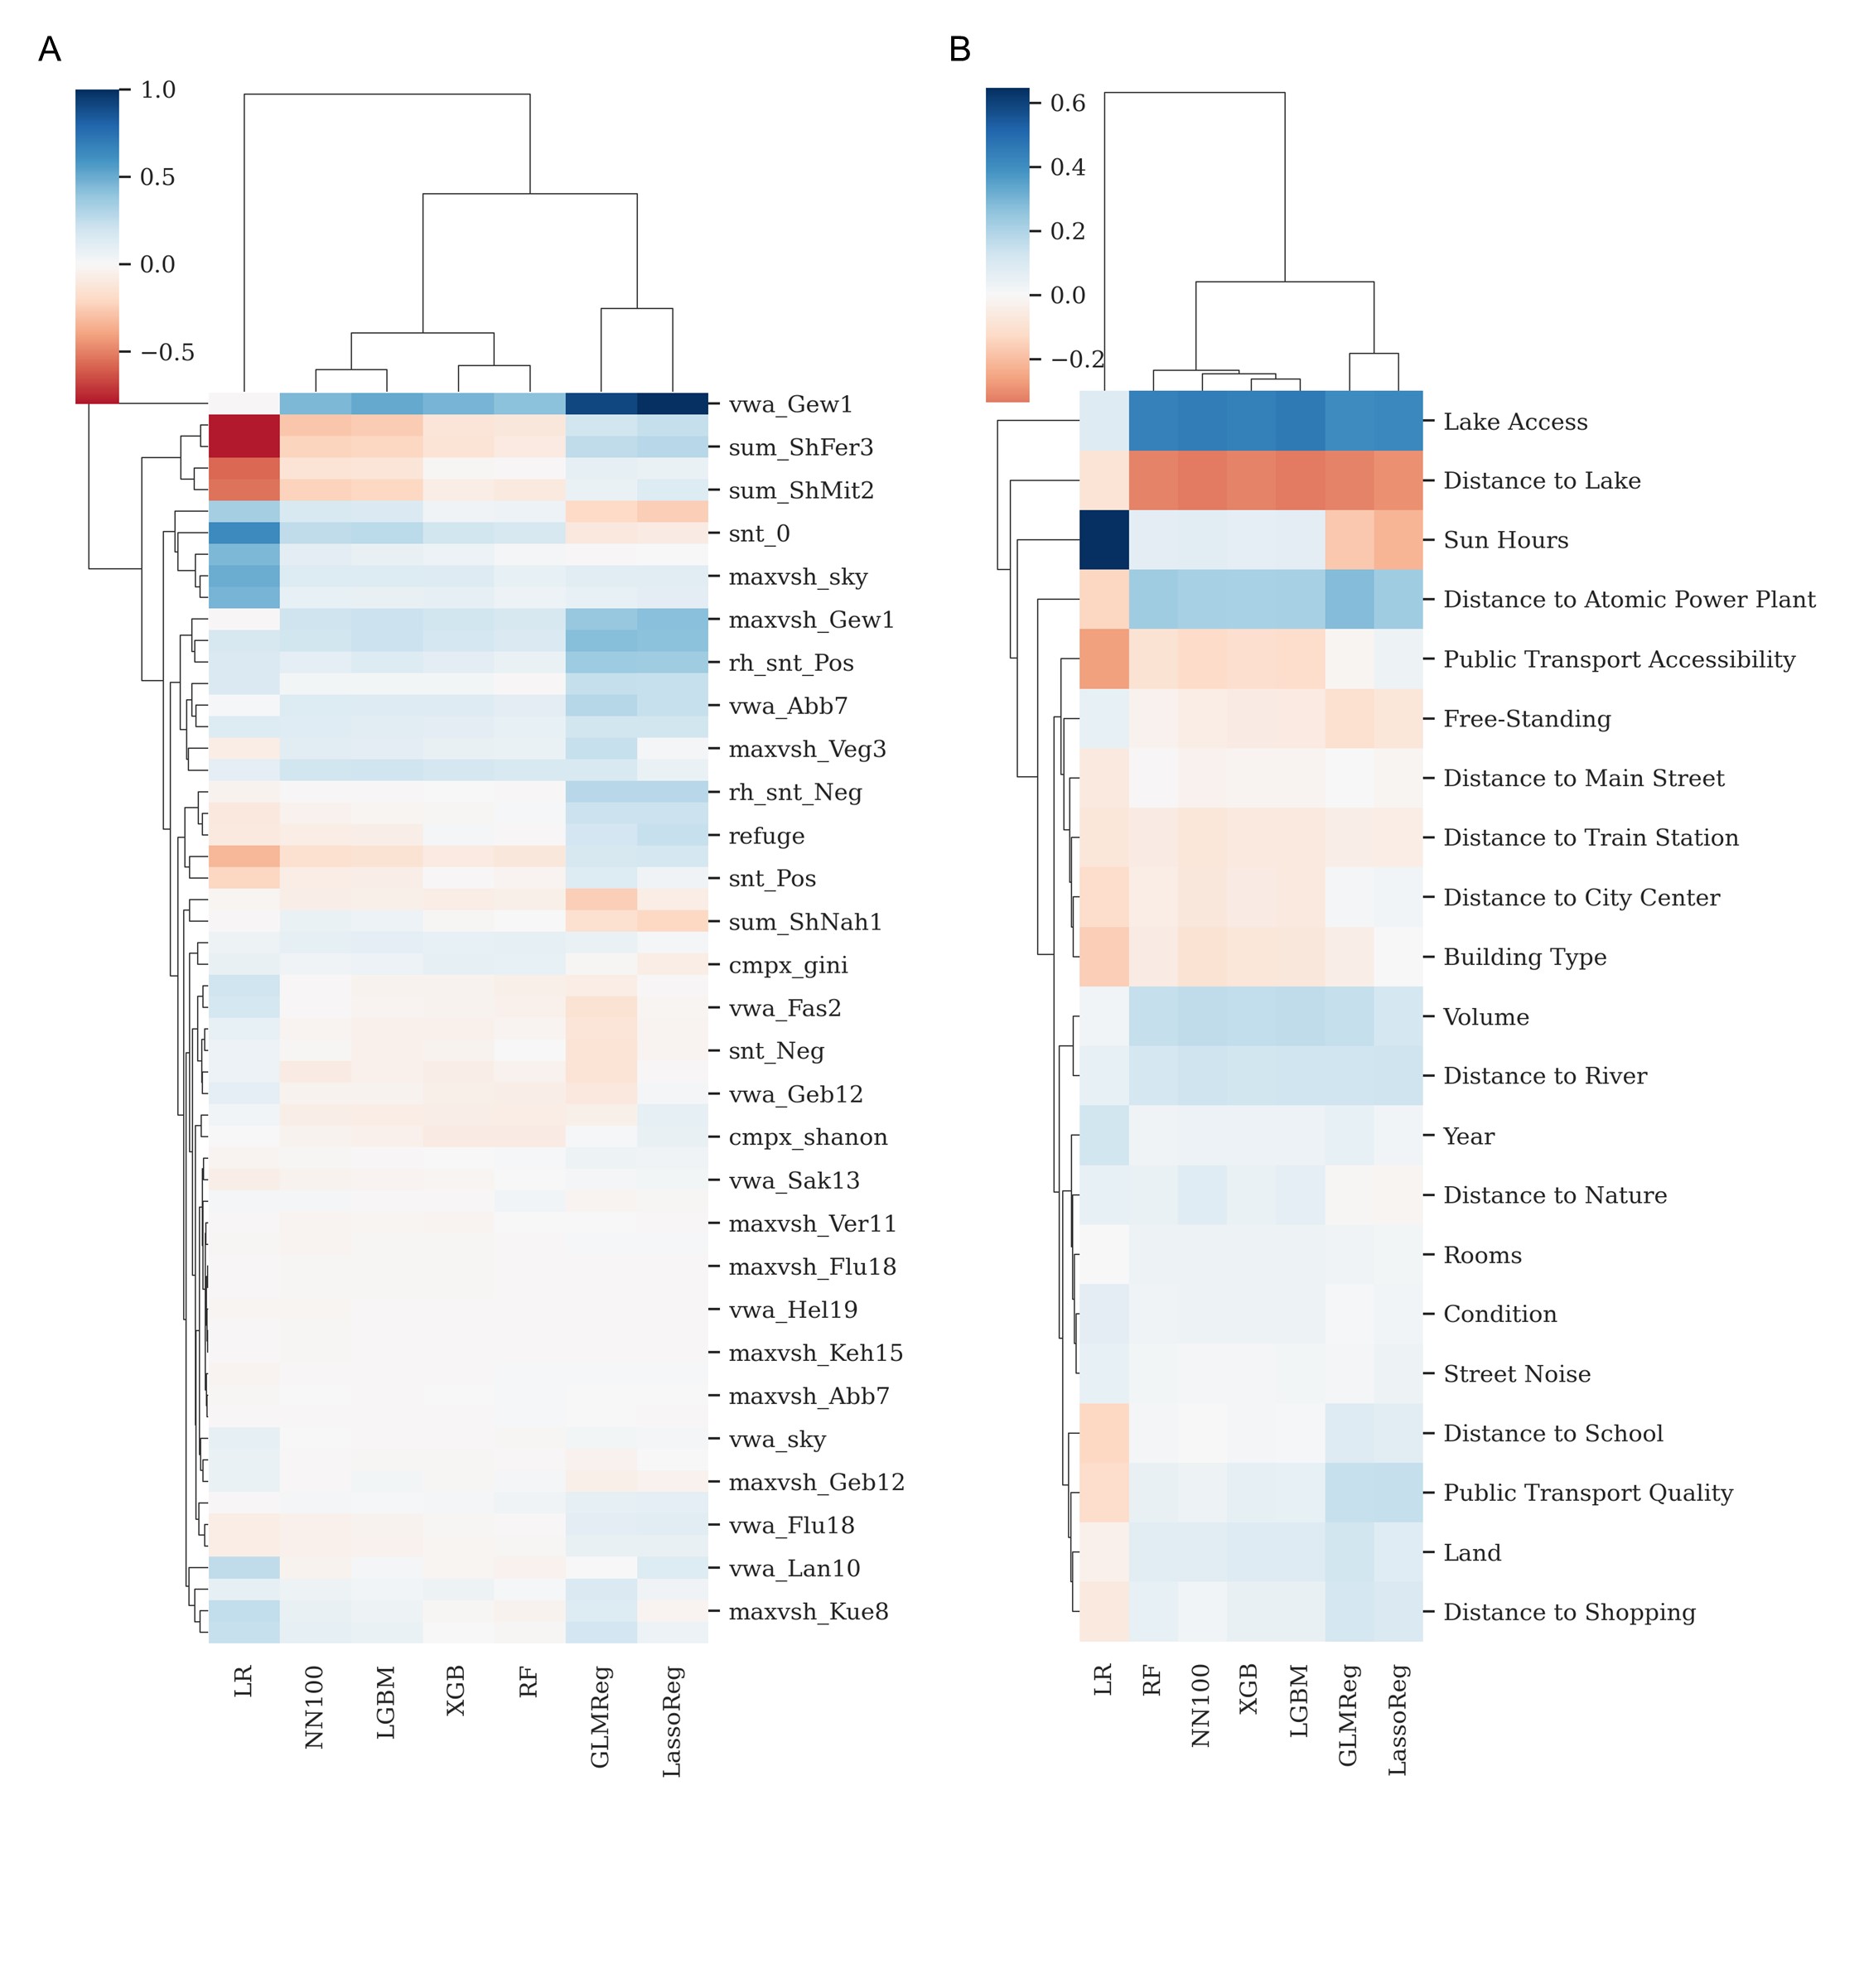 A
B
1.0
0.5
0.0
−0.5
0.6
0.4
0.2
0.0
−0.2
vwa_Gew1
sum_ShFer3
sum_ShMit2
snt_0
maxvsh_sky
maxvsh_Gew1
rh_snt_Pos
vwa_Abb7
maxvsh_Veg3
rh_snt_Neg
refuge
snt_Pos
sum_ShNah1
cmpx_gini
vwa_Fas2
snt_Neg
vwa_Geb12
cmpx_shanon
vwa_Sak13
maxvsh_Ver11
maxvsh_Flu18
vwa_Hel19
maxvsh_Keh15
maxvsh_Abb7
vwa_sky
maxvsh_Geb12
vwa_Flu18
vwa_Lan10
maxvsh_Kue8
LR
NN100
LGBM
XGB
RF
GLMReg
LassoReg
Lake Access
Distance to Lake
Sun Hours
Distance to Atomic Power Plant
Public Transport Accessibility
Free-Standing
Distance to Main Street
Distance to Train Station
Distance to City Center
Building Type
Volume
Distance to River
Year
Distance to Nature
Rooms
Condition
Street Noise
Distance to School
Public Transport Quality
Land
Distance to Shopping
LR
RF
NN100
XGB
LGBM
GLMReg
LassoReg